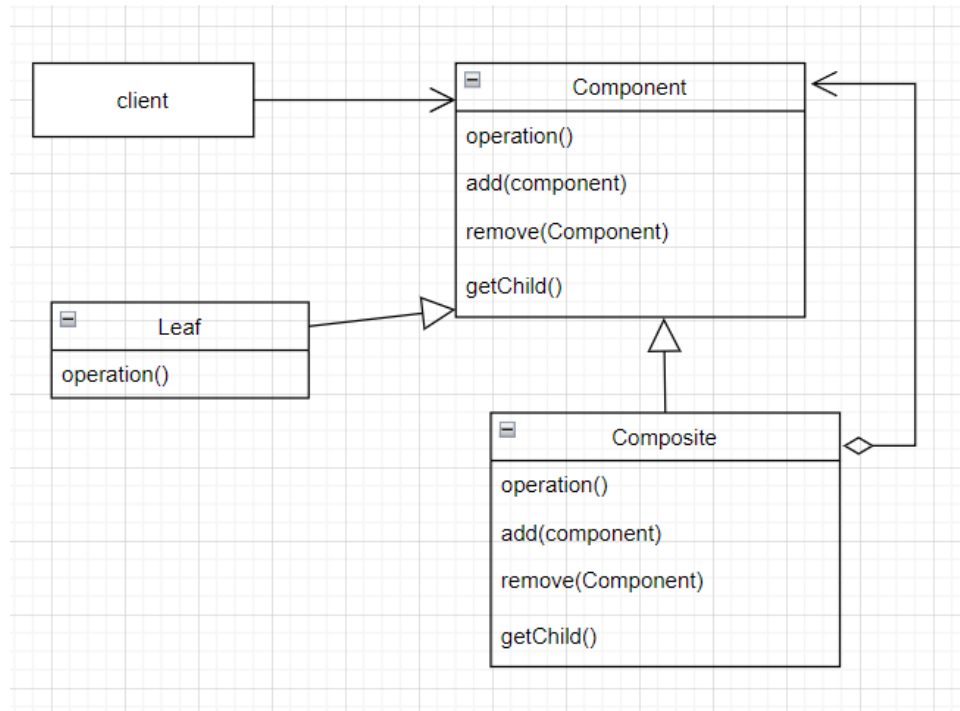 client
Component
operation()
add(component)
remove(Component)
getChild()
Leaf
operation()
Composite
operation()
add(component)
remove(Component)
getChild()